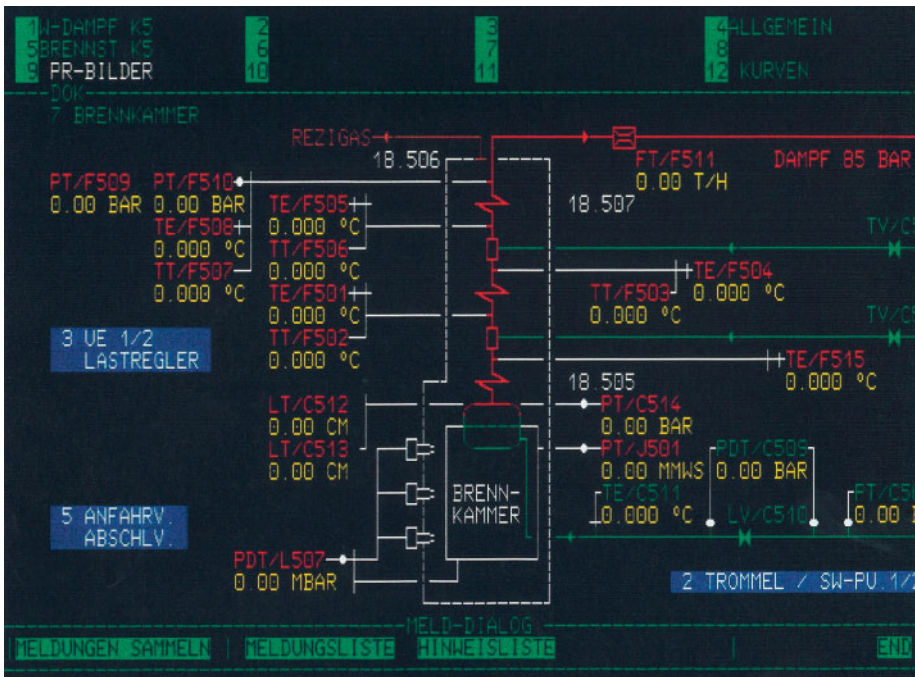 1 W-DAMPF K5 2 3 4 ALLGEMEIN
5 BRENNST.K5 6 7 8
9 PR-BILDER 10 11 12 KURVEN
DOK
7 BRENNKAMMER
REZIGAS
18.506
FT/F511 DAMPF 85 BAR
0.00 T/H
PT/F509 PT/F510
0.00 BAR 0.00 BAR
TE/F505
0.000 °C
18.507
TE/F508
0.000 °C
TT/F506
0.000 °C
TT/F507
0.000 °C
TE/F501
0.000 °C
TE/F504
0.000 °C
TT/F503
0.000 °C
3 UE 1/2
LASTREGLER
TT/F502
0.000 °C
TE/F515
0.000 °C
18.505
LT/C512
0.00 CM
PT/C514
0.00 BAR
LT/C513
0.00 CM
PT/J501 PDT/C509
0.00 MMWS 0.00 BAR
BRENN-
KAMMER
TE/C511
0.000 °C LV/C510
5 ANFAHRV.
ABSCHLV.
PDT/L507
0.00 MBAR
2 TROMMEL / SW-PU.1/2
MELD-DIALOG
MELDUNGEN SAMMELN MELDUNGSLISTE HINWEISLISTE END